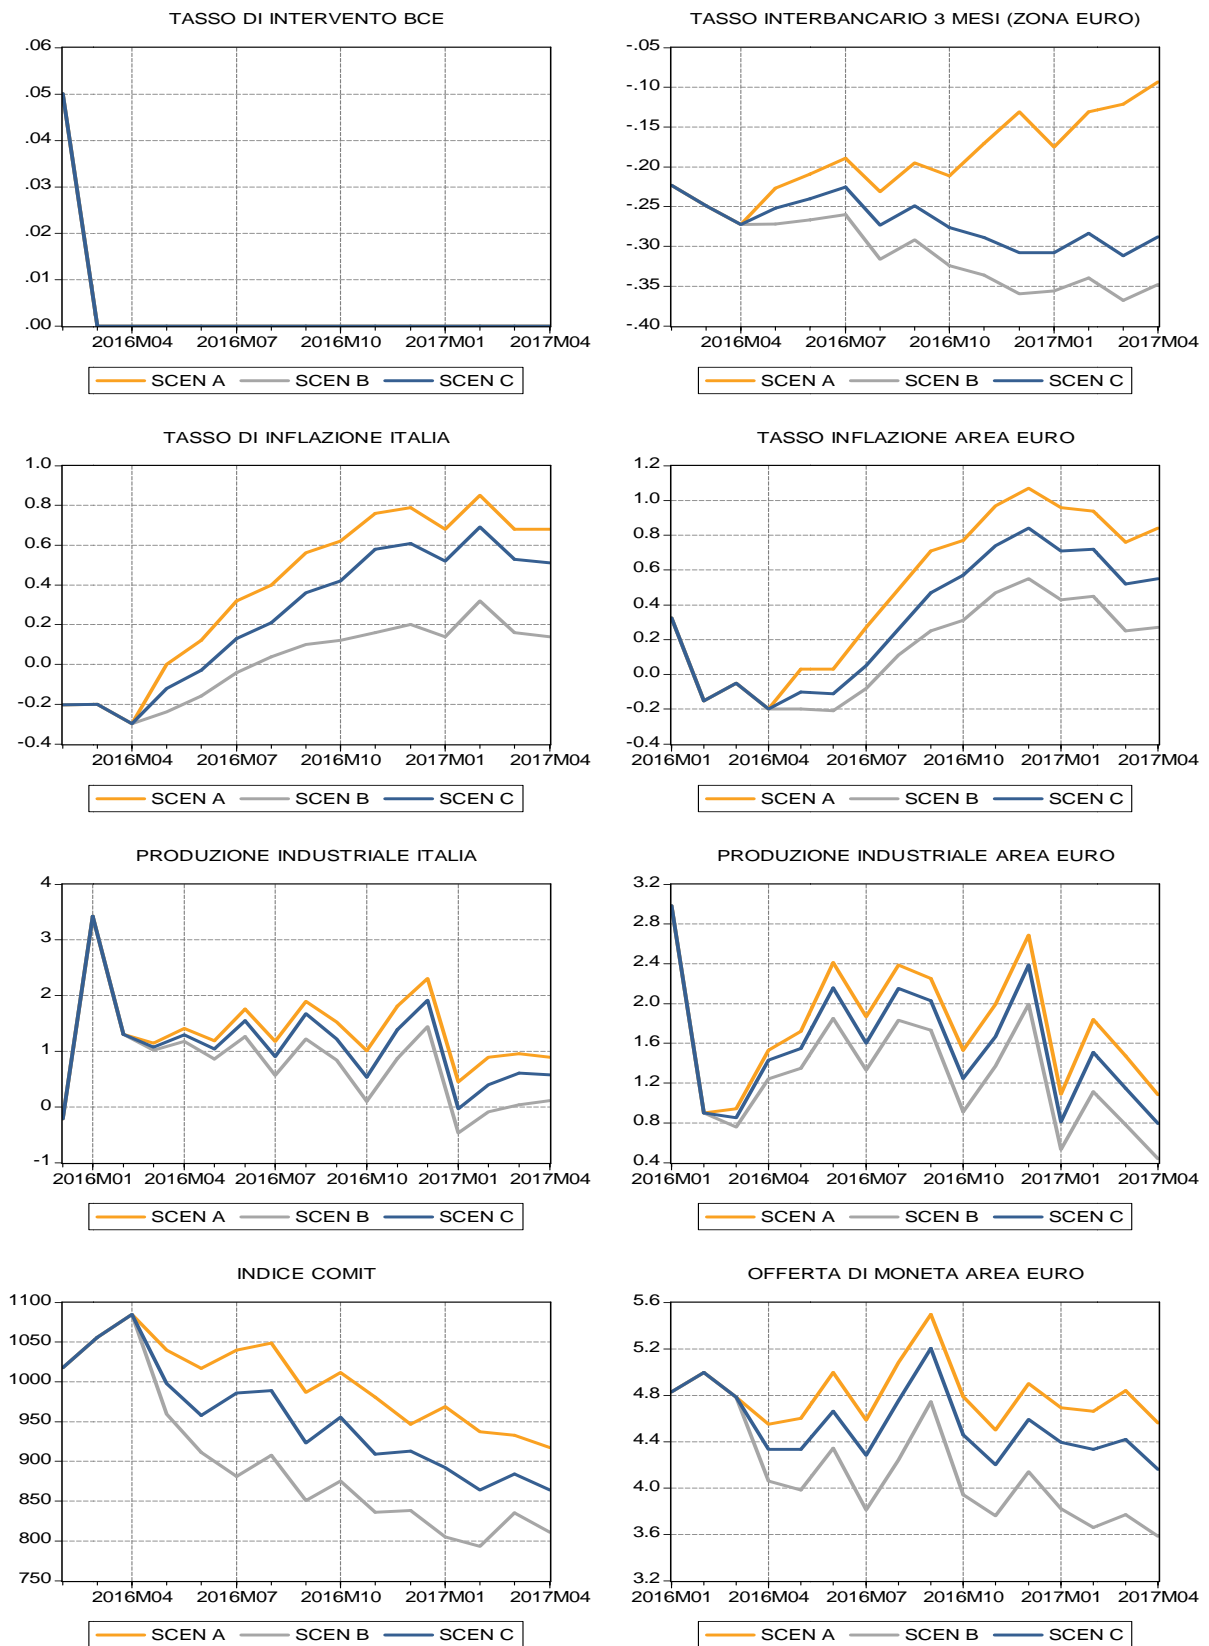 TASSO DI INTERVENTO BCE
.06
.05
.04
.03
.02
.01
.00
2016M04 2016M07 2016M10 2017M01 2017M04
SCEN A SCEN B SCEN C
TASSO INTERBANCARIO 3 MESI (ZONA EURO)
-.05
-.10
-.15
-.20
-.25
-.30
-.35
-.40
2016M04 2016M07 2016M10 2017M01 2017M04
SCEN A SCEN B SCEN C
TASSO DI INFLAZIONE ITALIA
1.0
0.8
0.6
0.4
0.2
0.0
-0.2
-0.4
2016M04 2016M07 2016M10 2017M01 2017M04
SCEN A SCEN B SCEN C
TASSO INFLAZIONE AREA EURO
1.2
1.0
0.8
0.6
0.4
0.2
0.0
-0.2
-0.4
2016M01 2016M04 2016M07 2016M10 2017M01 2017M04
SCEN A SCEN B SCEN C
PRODUZIONE INDUSTRIALE ITALIA
4
3
2
1
0
-1
2016M01 2016M04 2016M07 2016M10 2017M01 2017M04
SCEN A SCEN B SCEN C
PRODUZIONE INDUSTRIALE AREA EURO
3.2
2.8
2.4
2.0
1.6
1.2
0.8
0.4
2016M01 2016M04 2016M07 2016M10 2017M01 2017M04
SCEN A SCEN B SCEN C
INDICE COMIT
1100
1050
1000
950
900
850
800
750
2016M04 2016M07 2016M10 2017M01 2017M04
SCEN A SCEN B SCEN C
OFFERTA DI MONETA AREA EURO
5.6
5.2
4.8
4.4
4.0
3.6
3.2
2016M01 2016M04 2016M07 2016M10 2017M01 2017M04
SCEN A SCEN B SCEN C